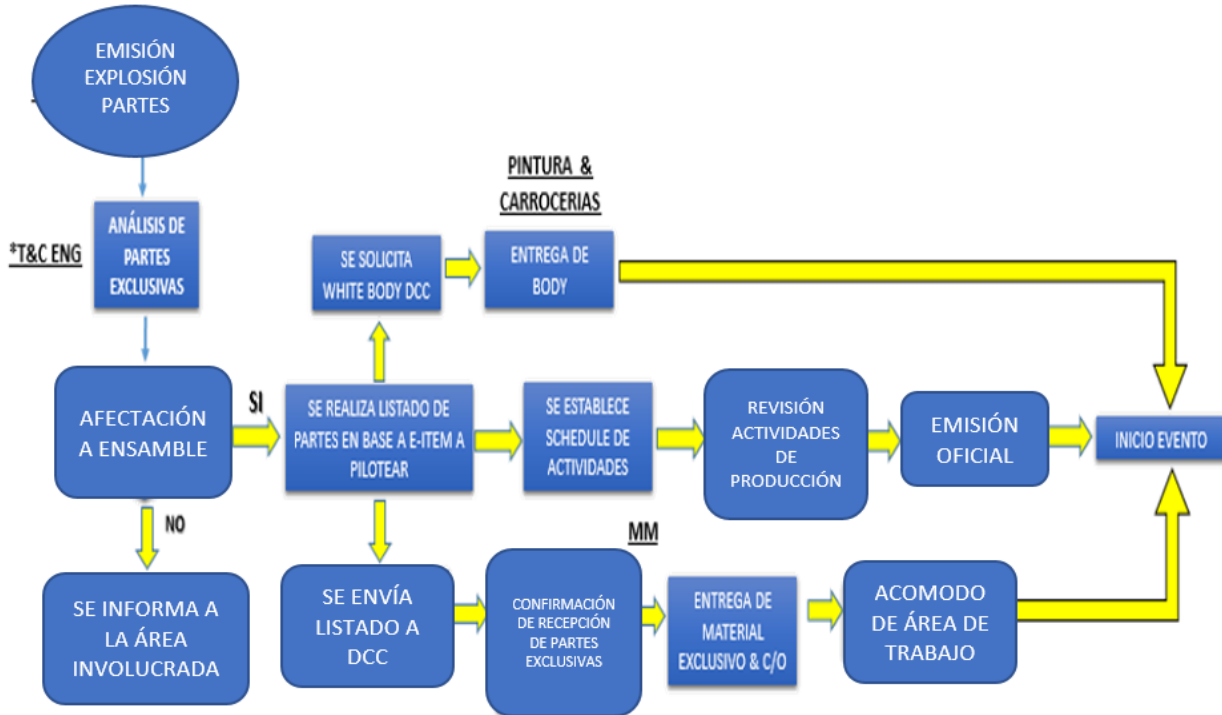 EMISIÓN
EXPLOSIÓN
PARTES
*T&C ENG
ANÁLISIS DE
PARTES
EXCLUSIVAS
AFECTACIÓN
A ENSAMBLE
SI
NO
SE INFORMA A
LA ÁREA
INVOLUCRADA
SE SOLICITA
WHITE BODY DCC
PINTURA &
CARROCERIAS
ENTREGA DE
BODY
SE REALIZA LISTADO DE
PARTES EN BASE A E-ITEM A
PILOTEAR
SE ESTABLECE
SCHEDULE DE
ACTIVIDADES
REVISIÓN
ACTIVIDADES
DE
PRODUCCIÓN
EMISIÓN
OFICIAL
INICIO EVENTO
SE ENVÍA
LISTADO A
DCC
CONFIRMACIÓN
DE RECEPCIÓN
DE PARTES
EXCLUSIVAS
MM
ENTREGA DE
MATERIAL
EXCLUSIVO & C/O
ACOMODO
DE ÁREA DE
TRABAJO